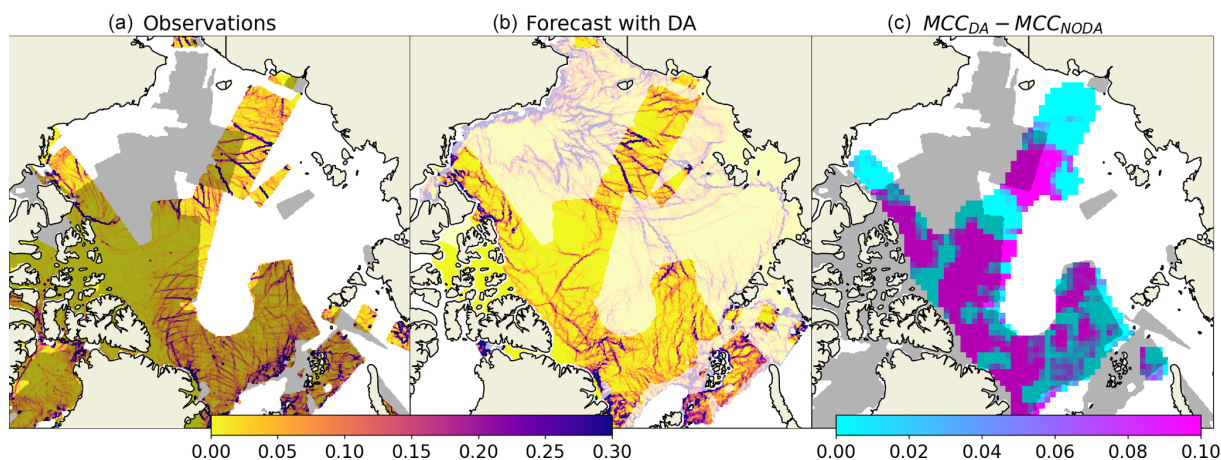 (a) Observations
(b) Forecast with DA
(c) MCC_DA − MCC_NODA
0.00 0.05 0.10 0.15 0.20 0.25 0.30
0.00 0.02 0.04 0.06 0.08 0.10